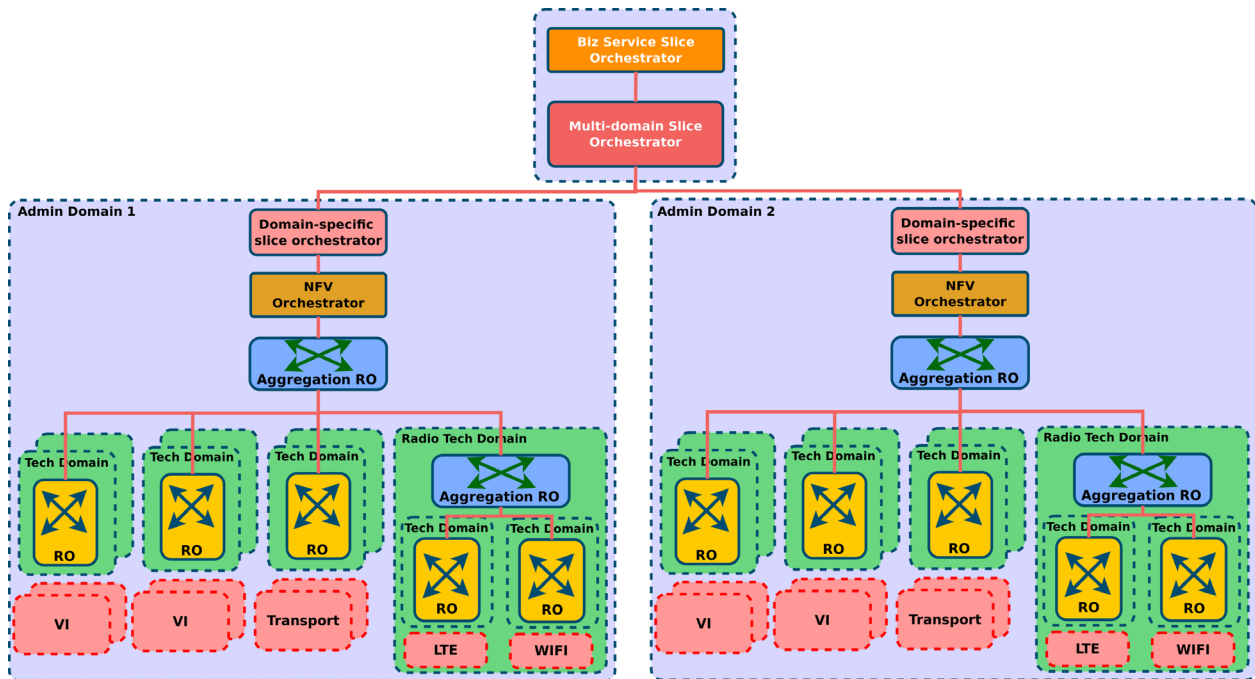 Biz Service Slice
Orchestrator
Multi-domain Slice
Orchestrator
Admin Domain 1
Domain-specific
slice orchestrator
NFV
Orchestrator
Aggregation RO
Tech Domain
RO
VI
Tech Domain
RO
VI
Tech Domain
RO
Transport
Radio Tech Domain
Aggregation RO
Tech Domain
RO
LTE
Tech Domain
RO
WIFI
Admin Domain 2
Domain-specific
slice orchestrator
NFV
Orchestrator
Aggregation RO
Tech Domain
RO
VI
Tech Domain
RO
VI
Tech Domain
RO
Transport
Radio Tech Domain
Aggregation RO
Tech Domain
RO
LTE
Tech Domain
RO
WIFI